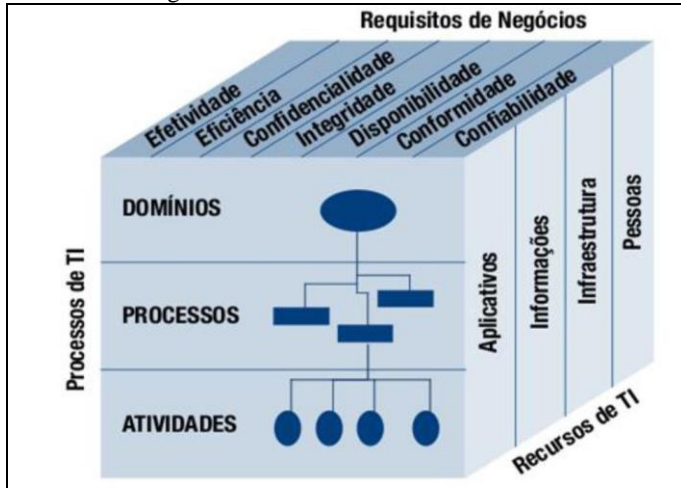 Requisitos de Negócios
Efetividade
Eficiência
Confidencialidade
Integridade
Disponibilidade
Conformidade
Confiabilidade
Processos de TI
DOMÍNIOS
PROCESSOS
ATIVIDADES
Aplicativos
Informações
Infraestrutura
Pessoas
Recursos de TI